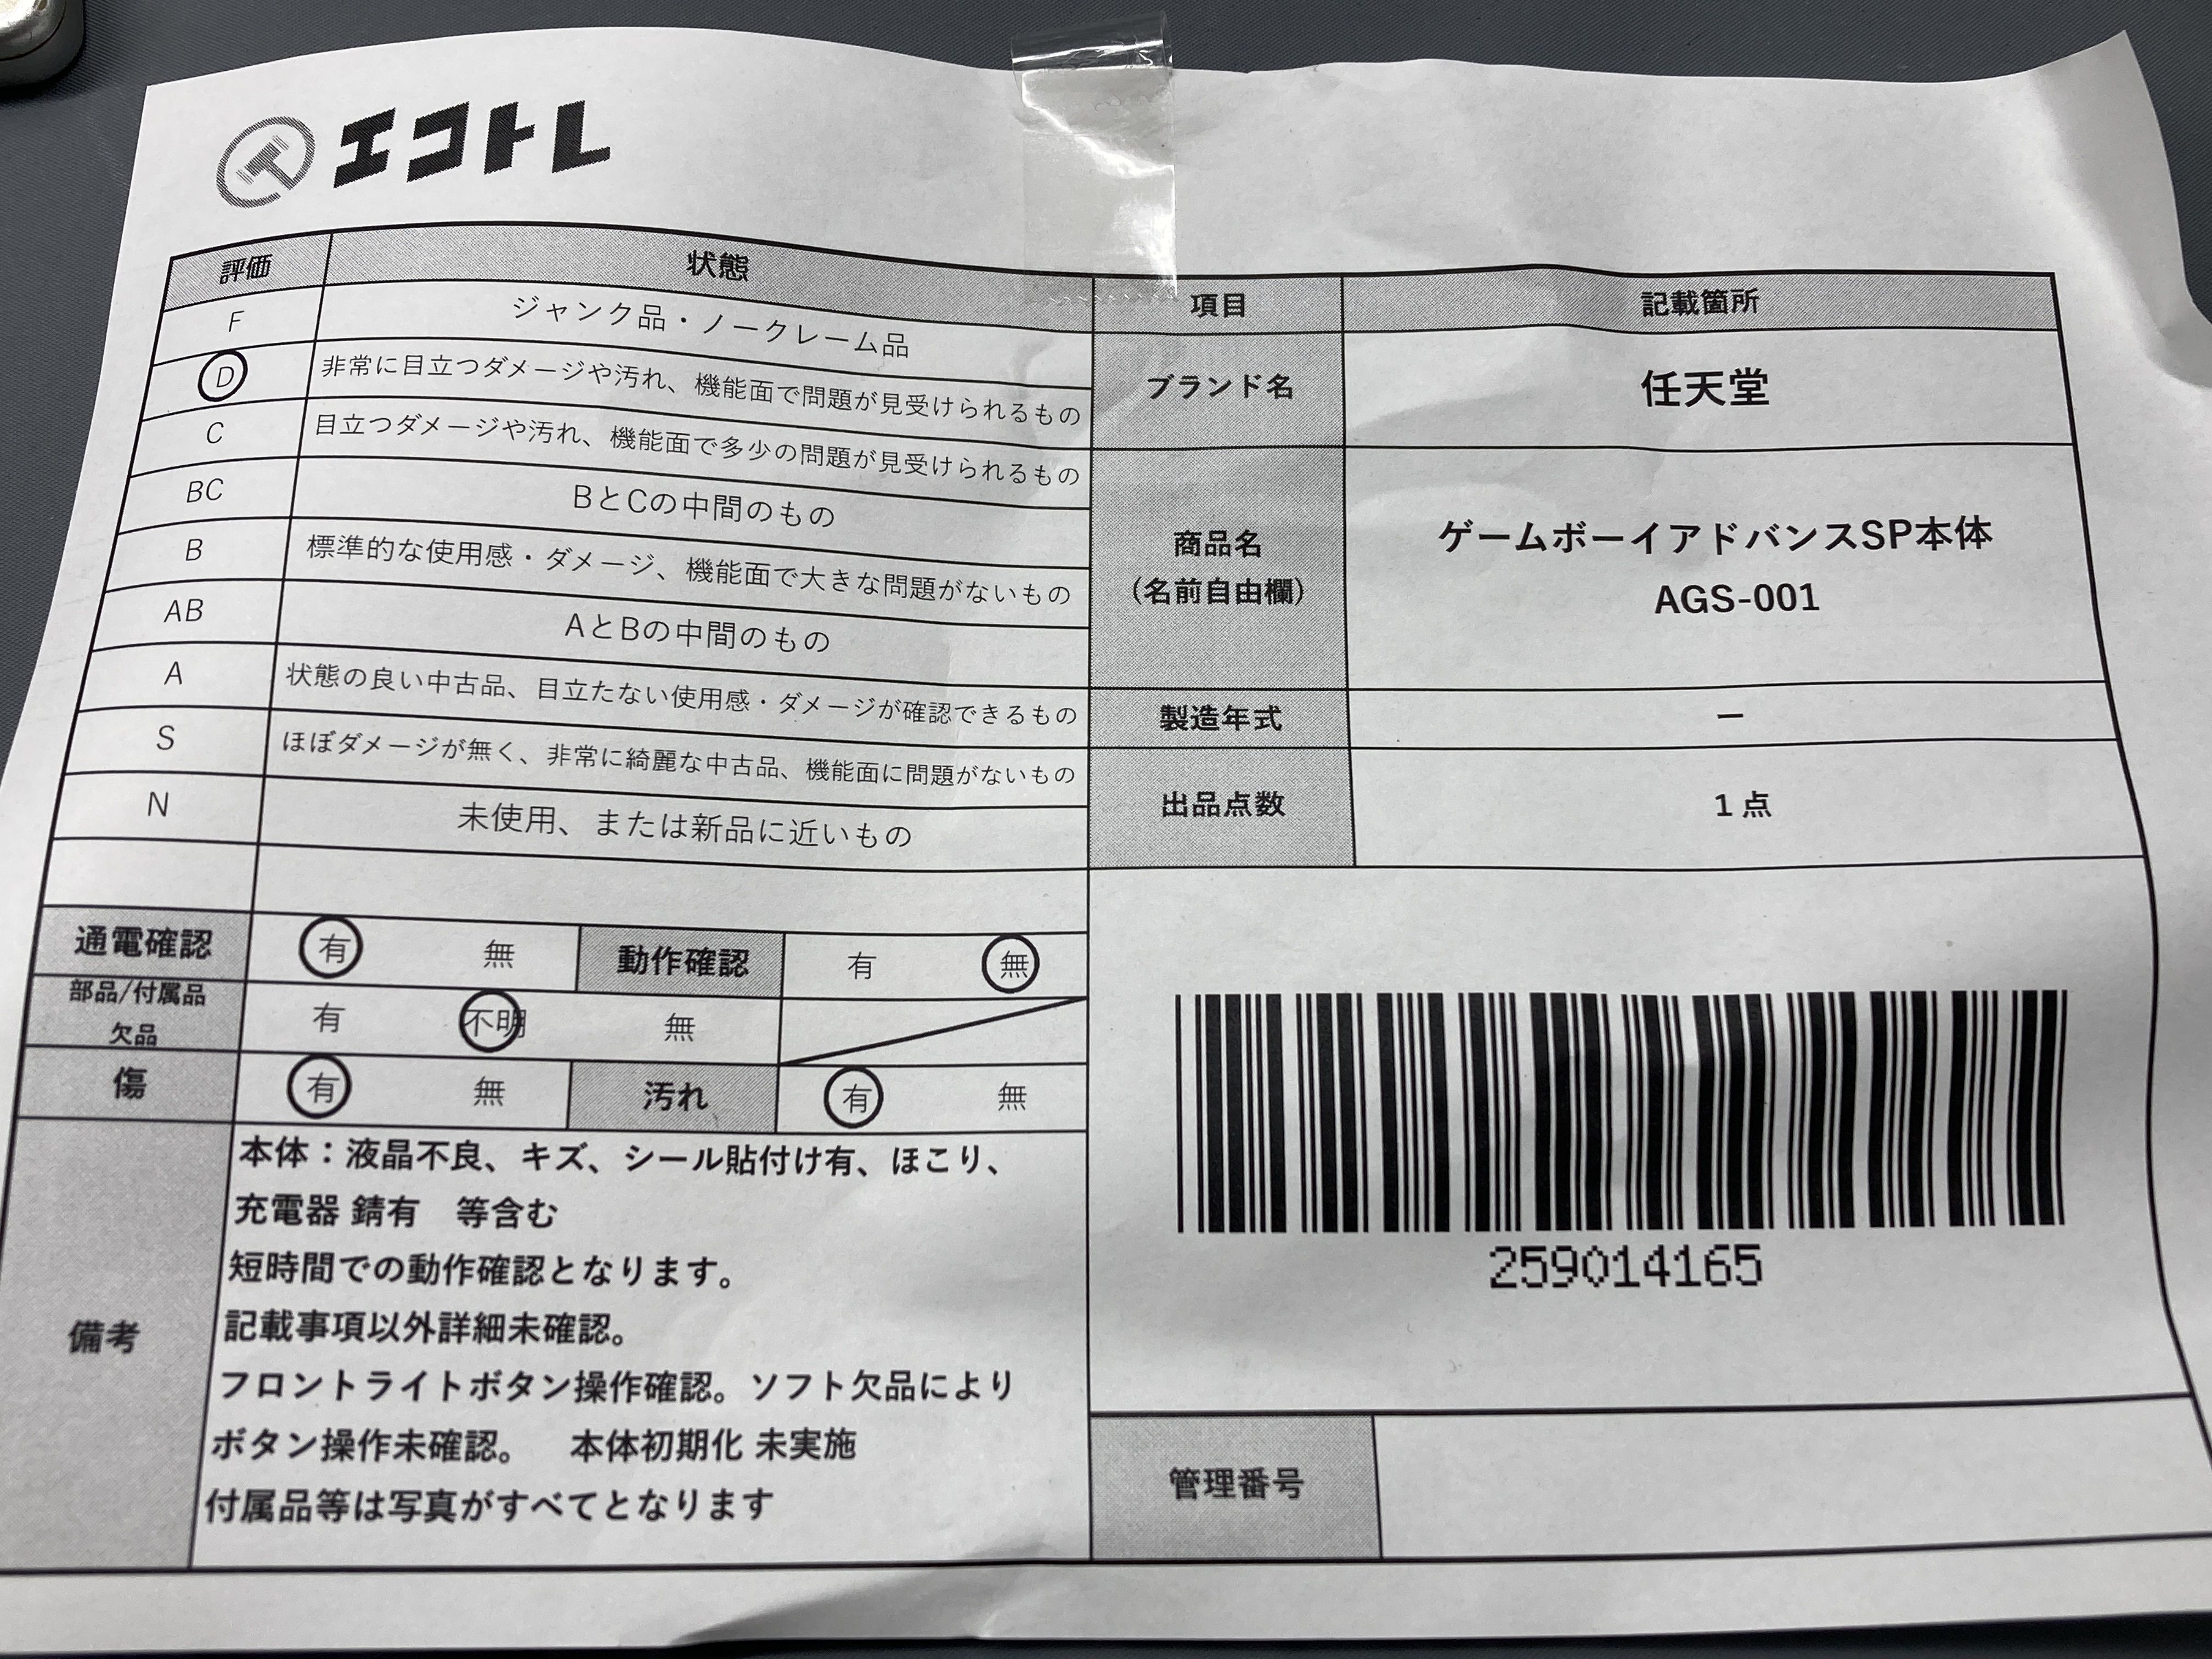 エコトレ
評価 状態
F ジャンク品・ノークレーム品
D 非常に目立つダメージや汚れ、機能面で問題が見受けられるもの
C 目立つダメージや汚れ、機能面で多少の問題が見受けられるもの
BC BとCの中間のもの
B 標準的な使用感・ダメージ、機能面で大きな問題がないもの
AB AとBの中間のもの
A 状態の良い中古品、目立たない使用感・ダメージが確認できるもの
S ほぼダメージが無く、非常に綺麗な中古品、機能面に問題がないもの
N 未使用、または新品に近いもの
通電確認 有 無 動作確認 有 無
部品/付属品
欠品 有 不明 無
傷 有 無 汚れ 有 無
備考
本体：液晶不良、キズ、シール貼付け有、ほこり、
充電器 錆有　等含む
短時間での動作確認となります。
記載事項以外詳細未確認。
フロントライトボタン操作確認。ソフト欠品により
ボタン操作未確認。　本体初期化 未実施
付属品等は写真がすべてとなります
項目 記載箇所
ブランド名 任天堂
商品名
(名前自由欄)
ゲームボーイアドバンスSP本体
AGS-001
製造年式 ー
出品点数 1 点
259014165
管理番号